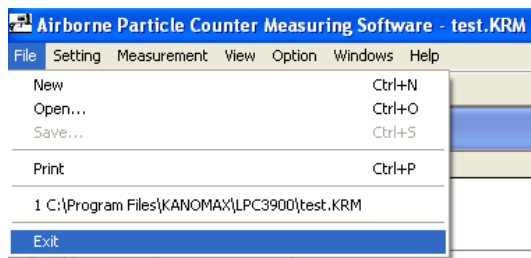 Airborne Particle Counter Measuring Software - test.KRM
File Setting Measurement View Option Windows Help
New Ctrl+N
Open... Ctrl+O
Save... Ctrl+S
Print Ctrl+P
1 C:\Program Files\KANOMAX\LPC3900\test.KRM
Exit